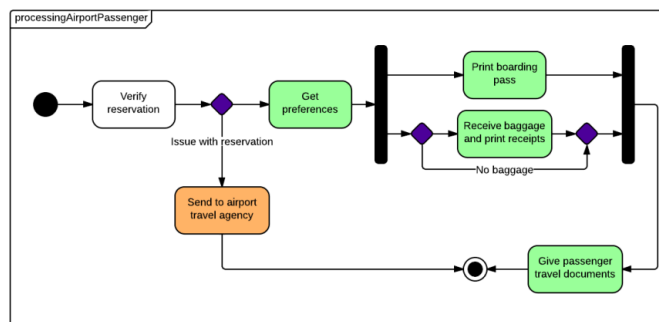 processingAirportPassenger
Verify
reservation
Get
preferences
Print boarding
pass
Receive baggage
and print receipts
Issue with reservation
No baggage
Send to airport
travel agency
Give passenger
travel documents